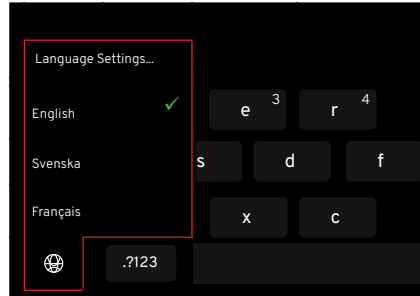 Language Settings...
English
e 3 r 4
Svenska
s d f
Français
x c
.?123